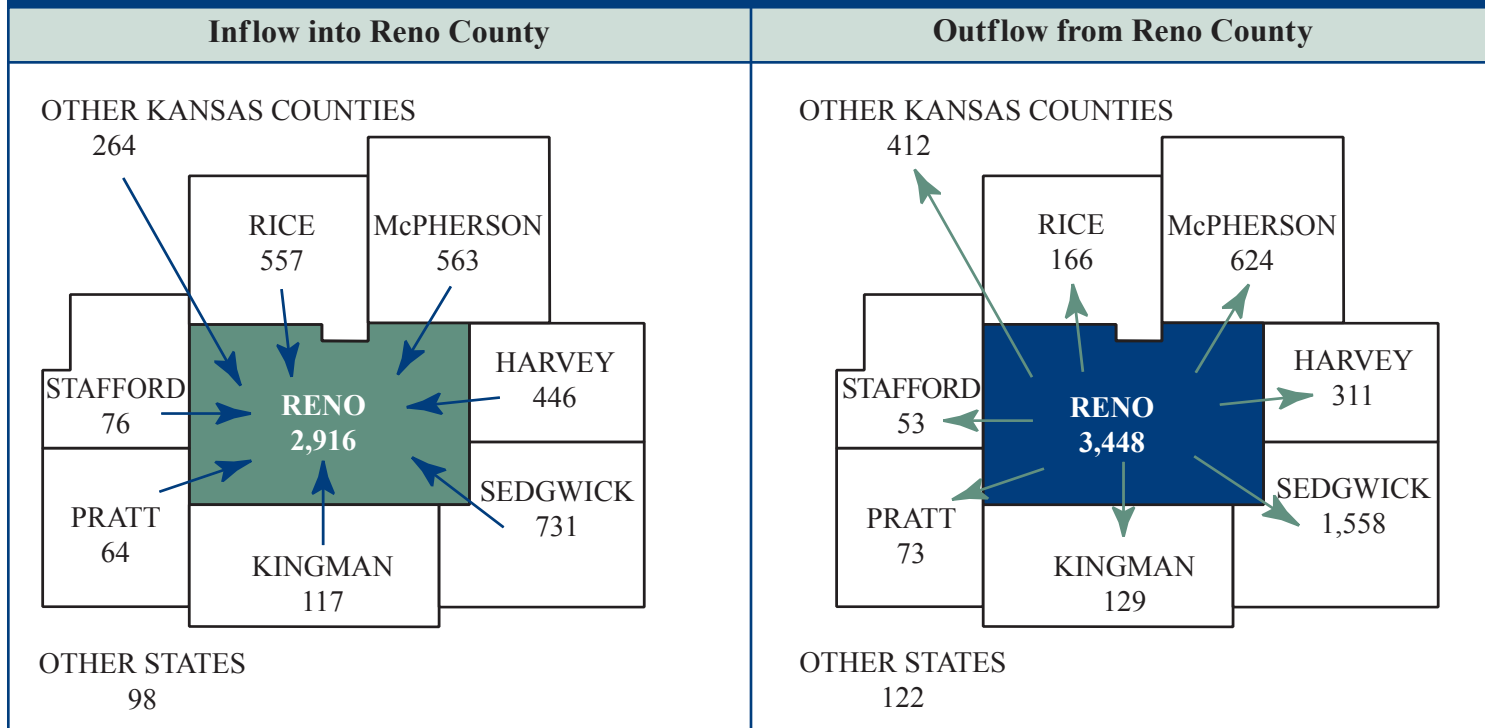 Inflow into Reno County
OTHER KANSAS COUNTIES
264
RICE
557
McPHERSON
563
STAFFORD
76
RENO
2,916
HARVEY
446
PRATT
64
KINGMAN
117
SEDGWICK
731
OTHER STATES
98
Outflow from Reno County
OTHER KANSAS COUNTIES
412
RICE
166
McPHERSON
624
STAFFORD
53
RENO
3,448
HARVEY
311
PRATT
73
KINGMAN
129
SEDGWICK
1,558
OTHER STATES
122